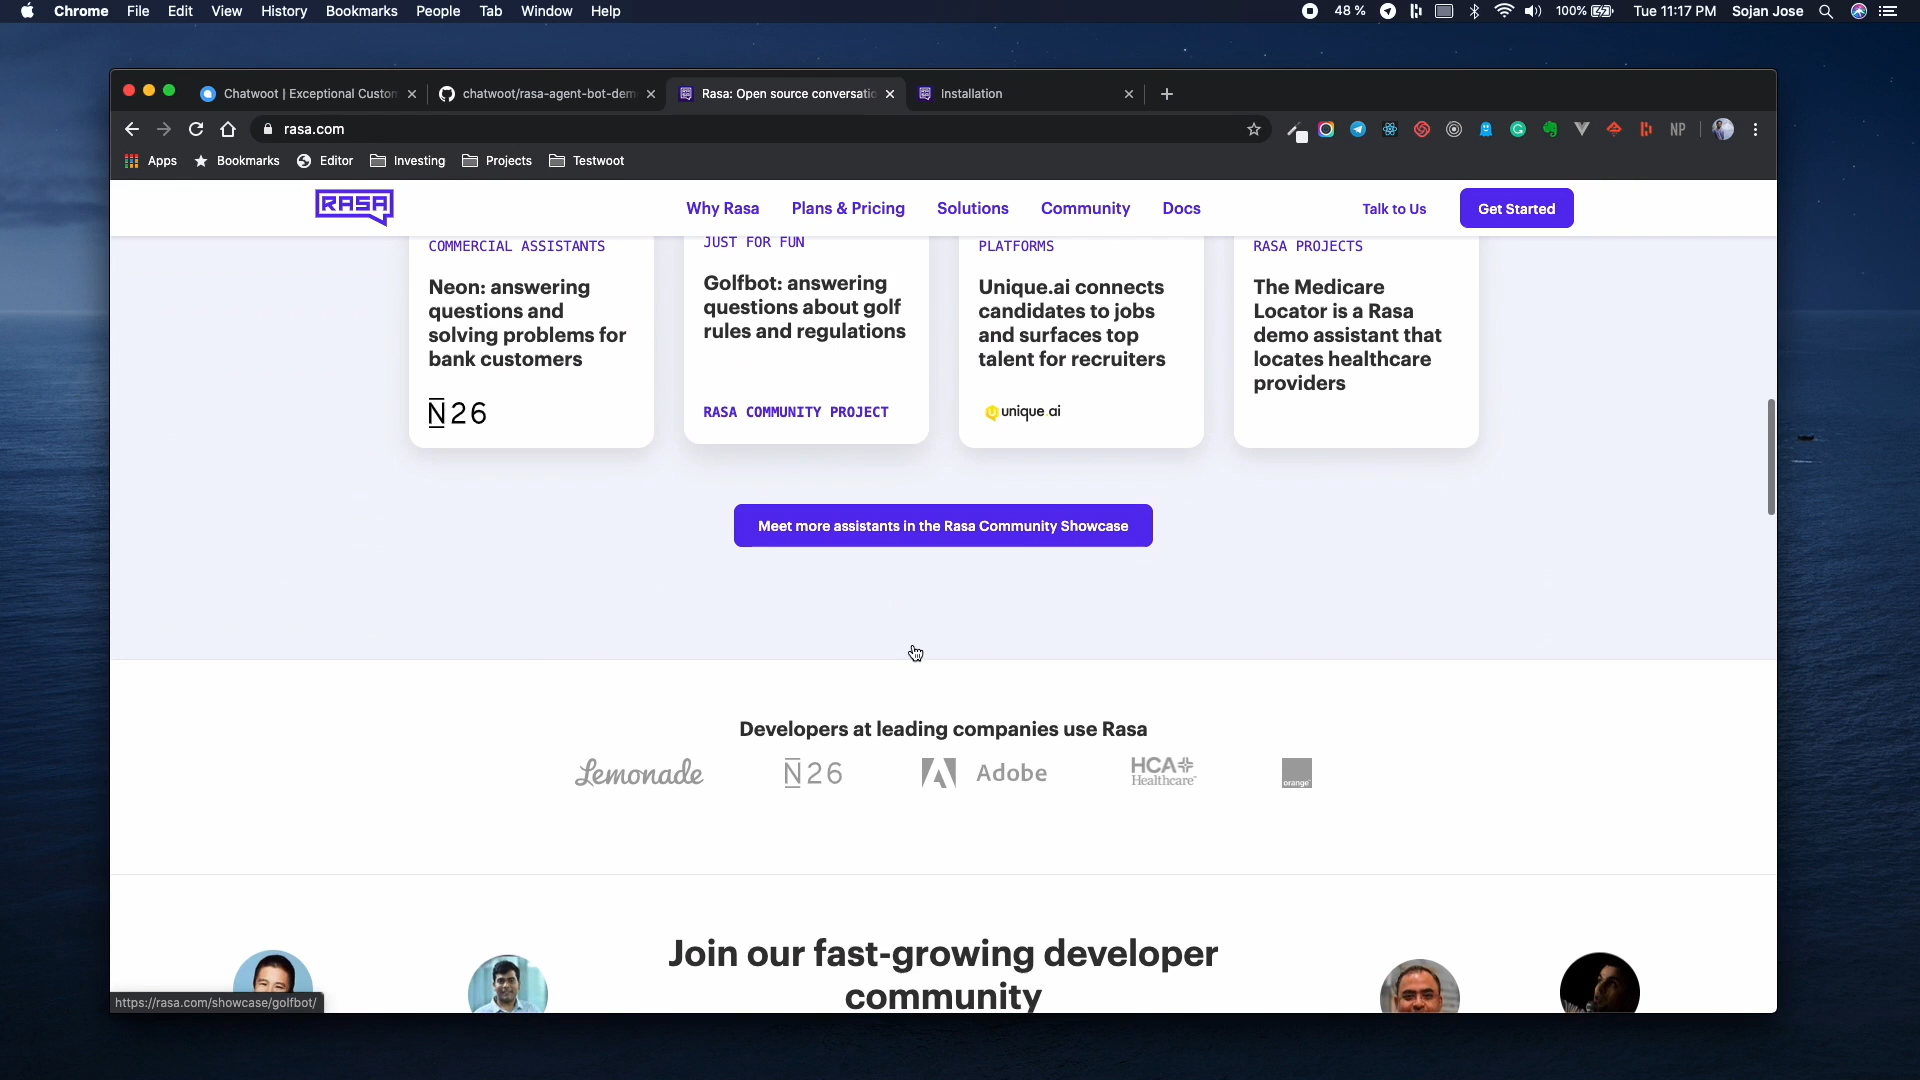 Chrome File Edit View History Bookmarks People Tab Window Help
48 % 100% Tue 11:17 PM Sojan Jose
Chatwoot | Exceptional Custom
chatwoot/rasa-agent-bot-dem
Rasa: Open source conversatio
Installation
rasa.com
NP
Apps Bookmarks Editor Investing Projects Testwoot
RASA
Why Rasa Plans & Pricing Solutions Community Docs Talk to Us Get Started
COMMERCIAL ASSISTANTS
Neon: answering
questions and
solving problems for
bank customers
N26
JUST FOR FUN
Golfbot: answering
questions about golf
rules and regulations
RASA COMMUNITY PROJECT
PLATFORMS
Unique.ai connects
candidates to jobs
and surfaces top
talent for recruiters
unique.ai
RASA PROJECTS
The Medicare
Locator is a Rasa
demo assistant that
locates healthcare
providers
Meet more assistants in the Rasa Community Showcase
Developers at leading companies use Rasa
Lemonade N26 Adobe HCA Healthcare orange
Join our fast-growing developer
community
https://rasa.com/showcase/golfbot/